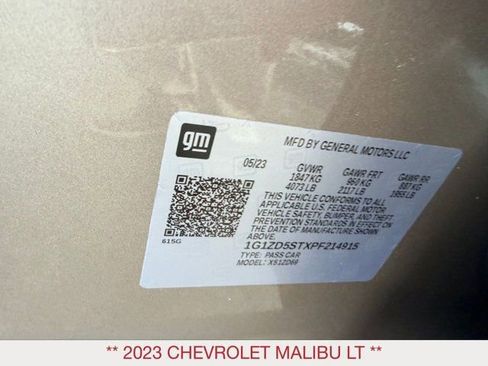 gm
MFD BY GENERAL MOTORS LLC
05/23 GVWR GAWR FRT GAWR RR
1847 KG 960 KG 887 KG
4073 LB 2117 LB 1955 LB
THIS VEHICLE CONFORMS TO ALL
APPLICABLE U.S. FEDERAL MOTOR
VEHICLE SAFETY, BUMPER, AND THEFT
PREVENTION STANDARDS IN EFFECT ON
THE DATE OF MANUFACTURE SHOWN ABOVE.
615G
1G1ZD5STXPF214915
TYPE: PASS CAR
MODEL: XS1ZD69
** 2023 CHEVROLET MALIBU LT **